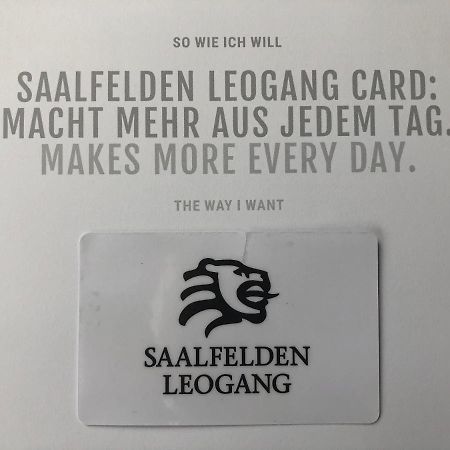 SO WIE ICH WILL
SAALFELDEN LEOGANG CARD:
MACHT MEHR AUS JEDEM TAG.
MAKES MORE EVERY DAY.
THE WAY I WANT
SAALFELDEN
LEOGANG